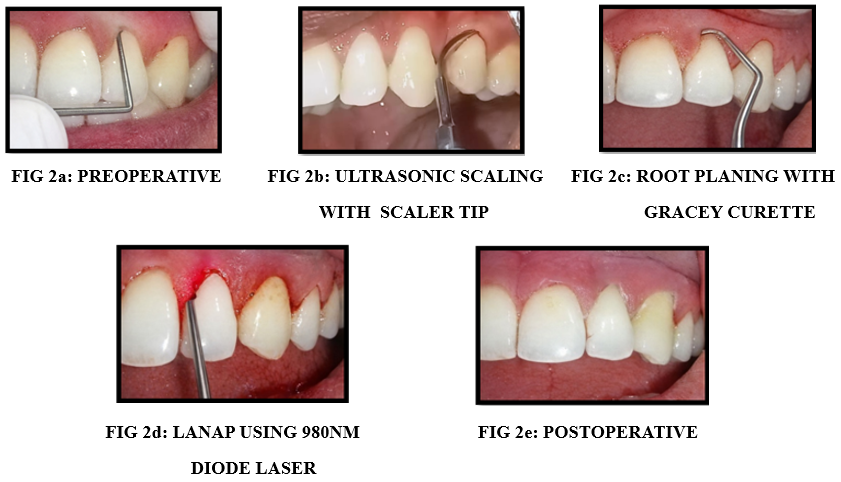 FIG 2a: PREOPERATIVE
FIG 2b: ULTRASONIC SCALING
WITH SCALER TIP
FIG 2c: ROOT PLANING WITH
GRACEY CURETTE
FIG 2d: LANAP USING 980NM
DIODE LASER
FIG 2e: POSTOPERATIVE